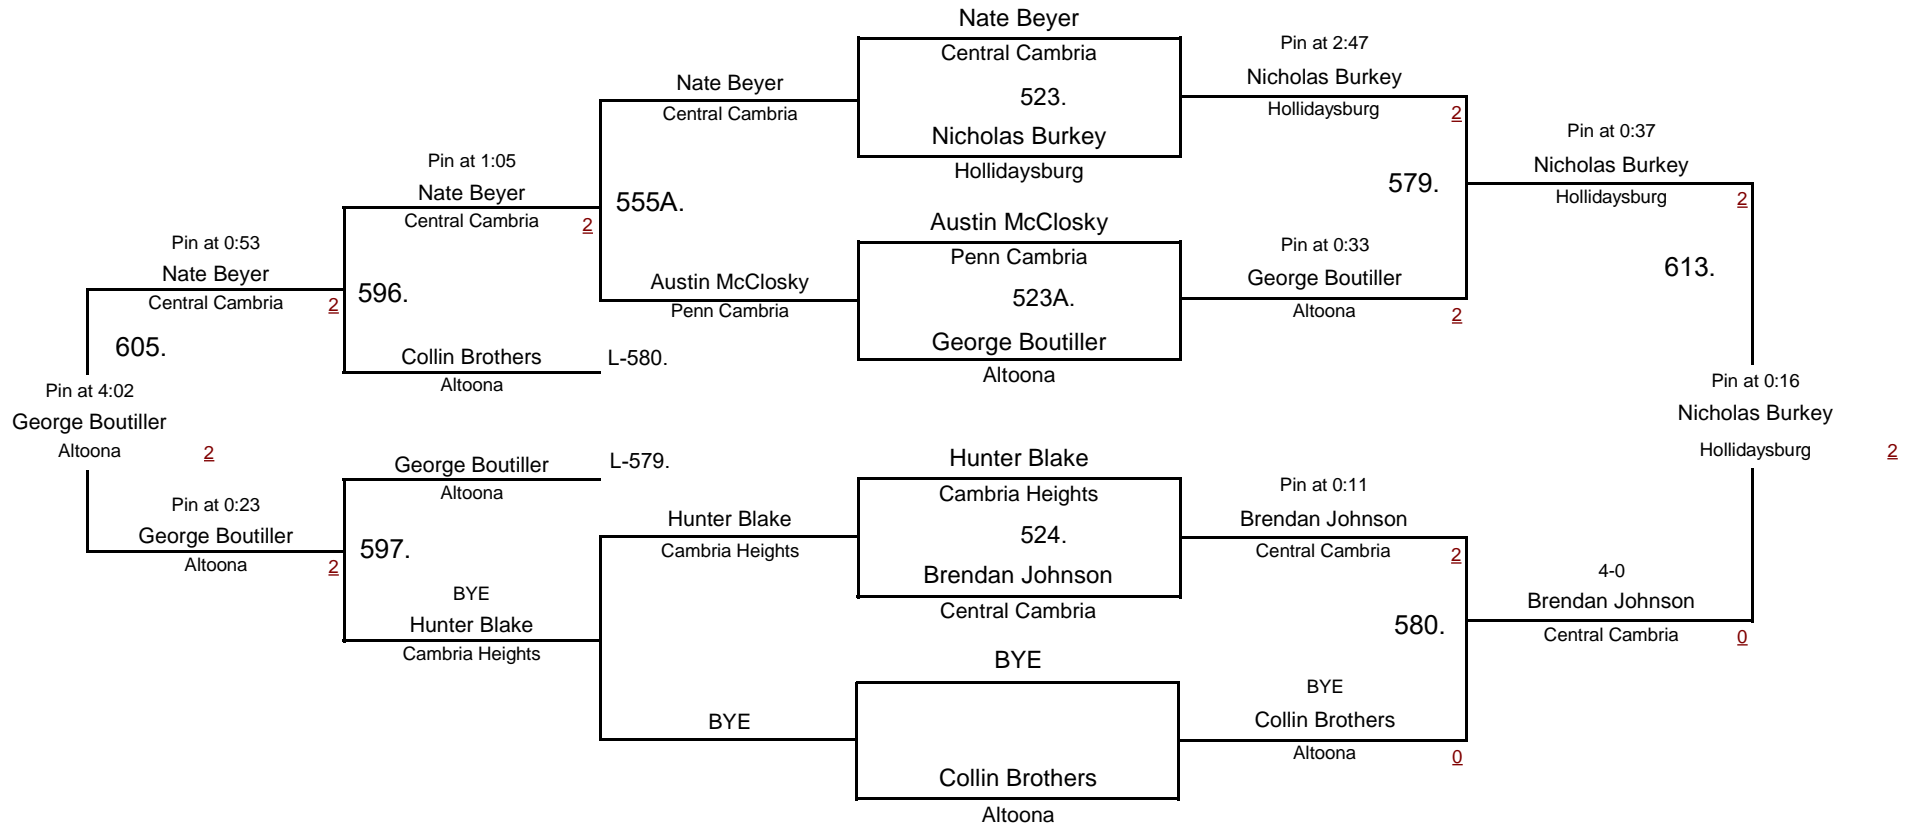 Nate Beyer
Central Cambria
523.
Nicholas Burkey
Hollidaysburg
Austin McClosky
Penn Cambria
523A.
George Boutiller
Altoona
Hunter Blake
Cambria Heights
524.
Brendan Johnson
Central Cambria
BYE
Collin Brothers
Altoona
Pin at 2:47
Nicholas Burkey
Hollidaysburg
2
579.
Pin at 0:33
George Boutiller
Altoona
2
Pin at 0:11
Brendan Johnson
Central Cambria
2
580.
BYE
Collin Brothers
Altoona
0
Pin at 0:37
Nicholas Burkey
Hollidaysburg
2
613.
4-0
Brendan Johnson
Central Cambria
0
Pin at 0:16
Nicholas Burkey
Hollidaysburg
2
Nate Beyer
Central Cambria
555A.
Austin McClosky
Penn Cambria
Hunter Blake
Cambria Heights
BYE
Pin at 1:05
Nate Beyer
Central Cambria
2
596.
Collin Brothers
L-580.
Altoona
George Boutiller
L-579.
Altoona
597.
BYE
Hunter Blake
Cambria Heights
Pin at 0:53
Nate Beyer
Central Cambria
2
605.
Pin at 0:23
George Boutiller
Altoona
2
Pin at 4:02
George Boutiller
Altoona
2